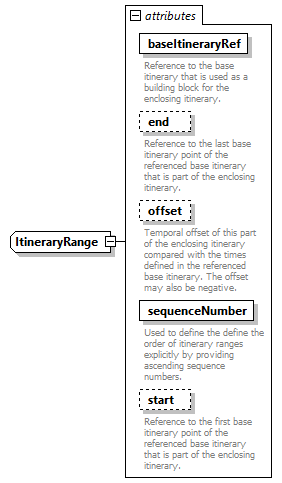 attributes
baseItineraryRef
Reference to the base
itinerary that is used as a
building block for the
enclosing itinerary.
end
Reference to the last base
itinerary point of the
referenced base itinerary
that is part of the enclosing
itinerary.
offset
Temporal offset of this part
of the enclosing itinerary
compared with the times
defined in the referenced
base itinerary. The offset
may also be negative.
ItineraryRange
sequenceNumber
Used to define the define the
order of itinerary ranges
explicitly by providing
ascending sequence
numbers.
start
Reference to the first base
itinerary point of the
referenced base itinerary
that is part of the enclosing
itinerary.